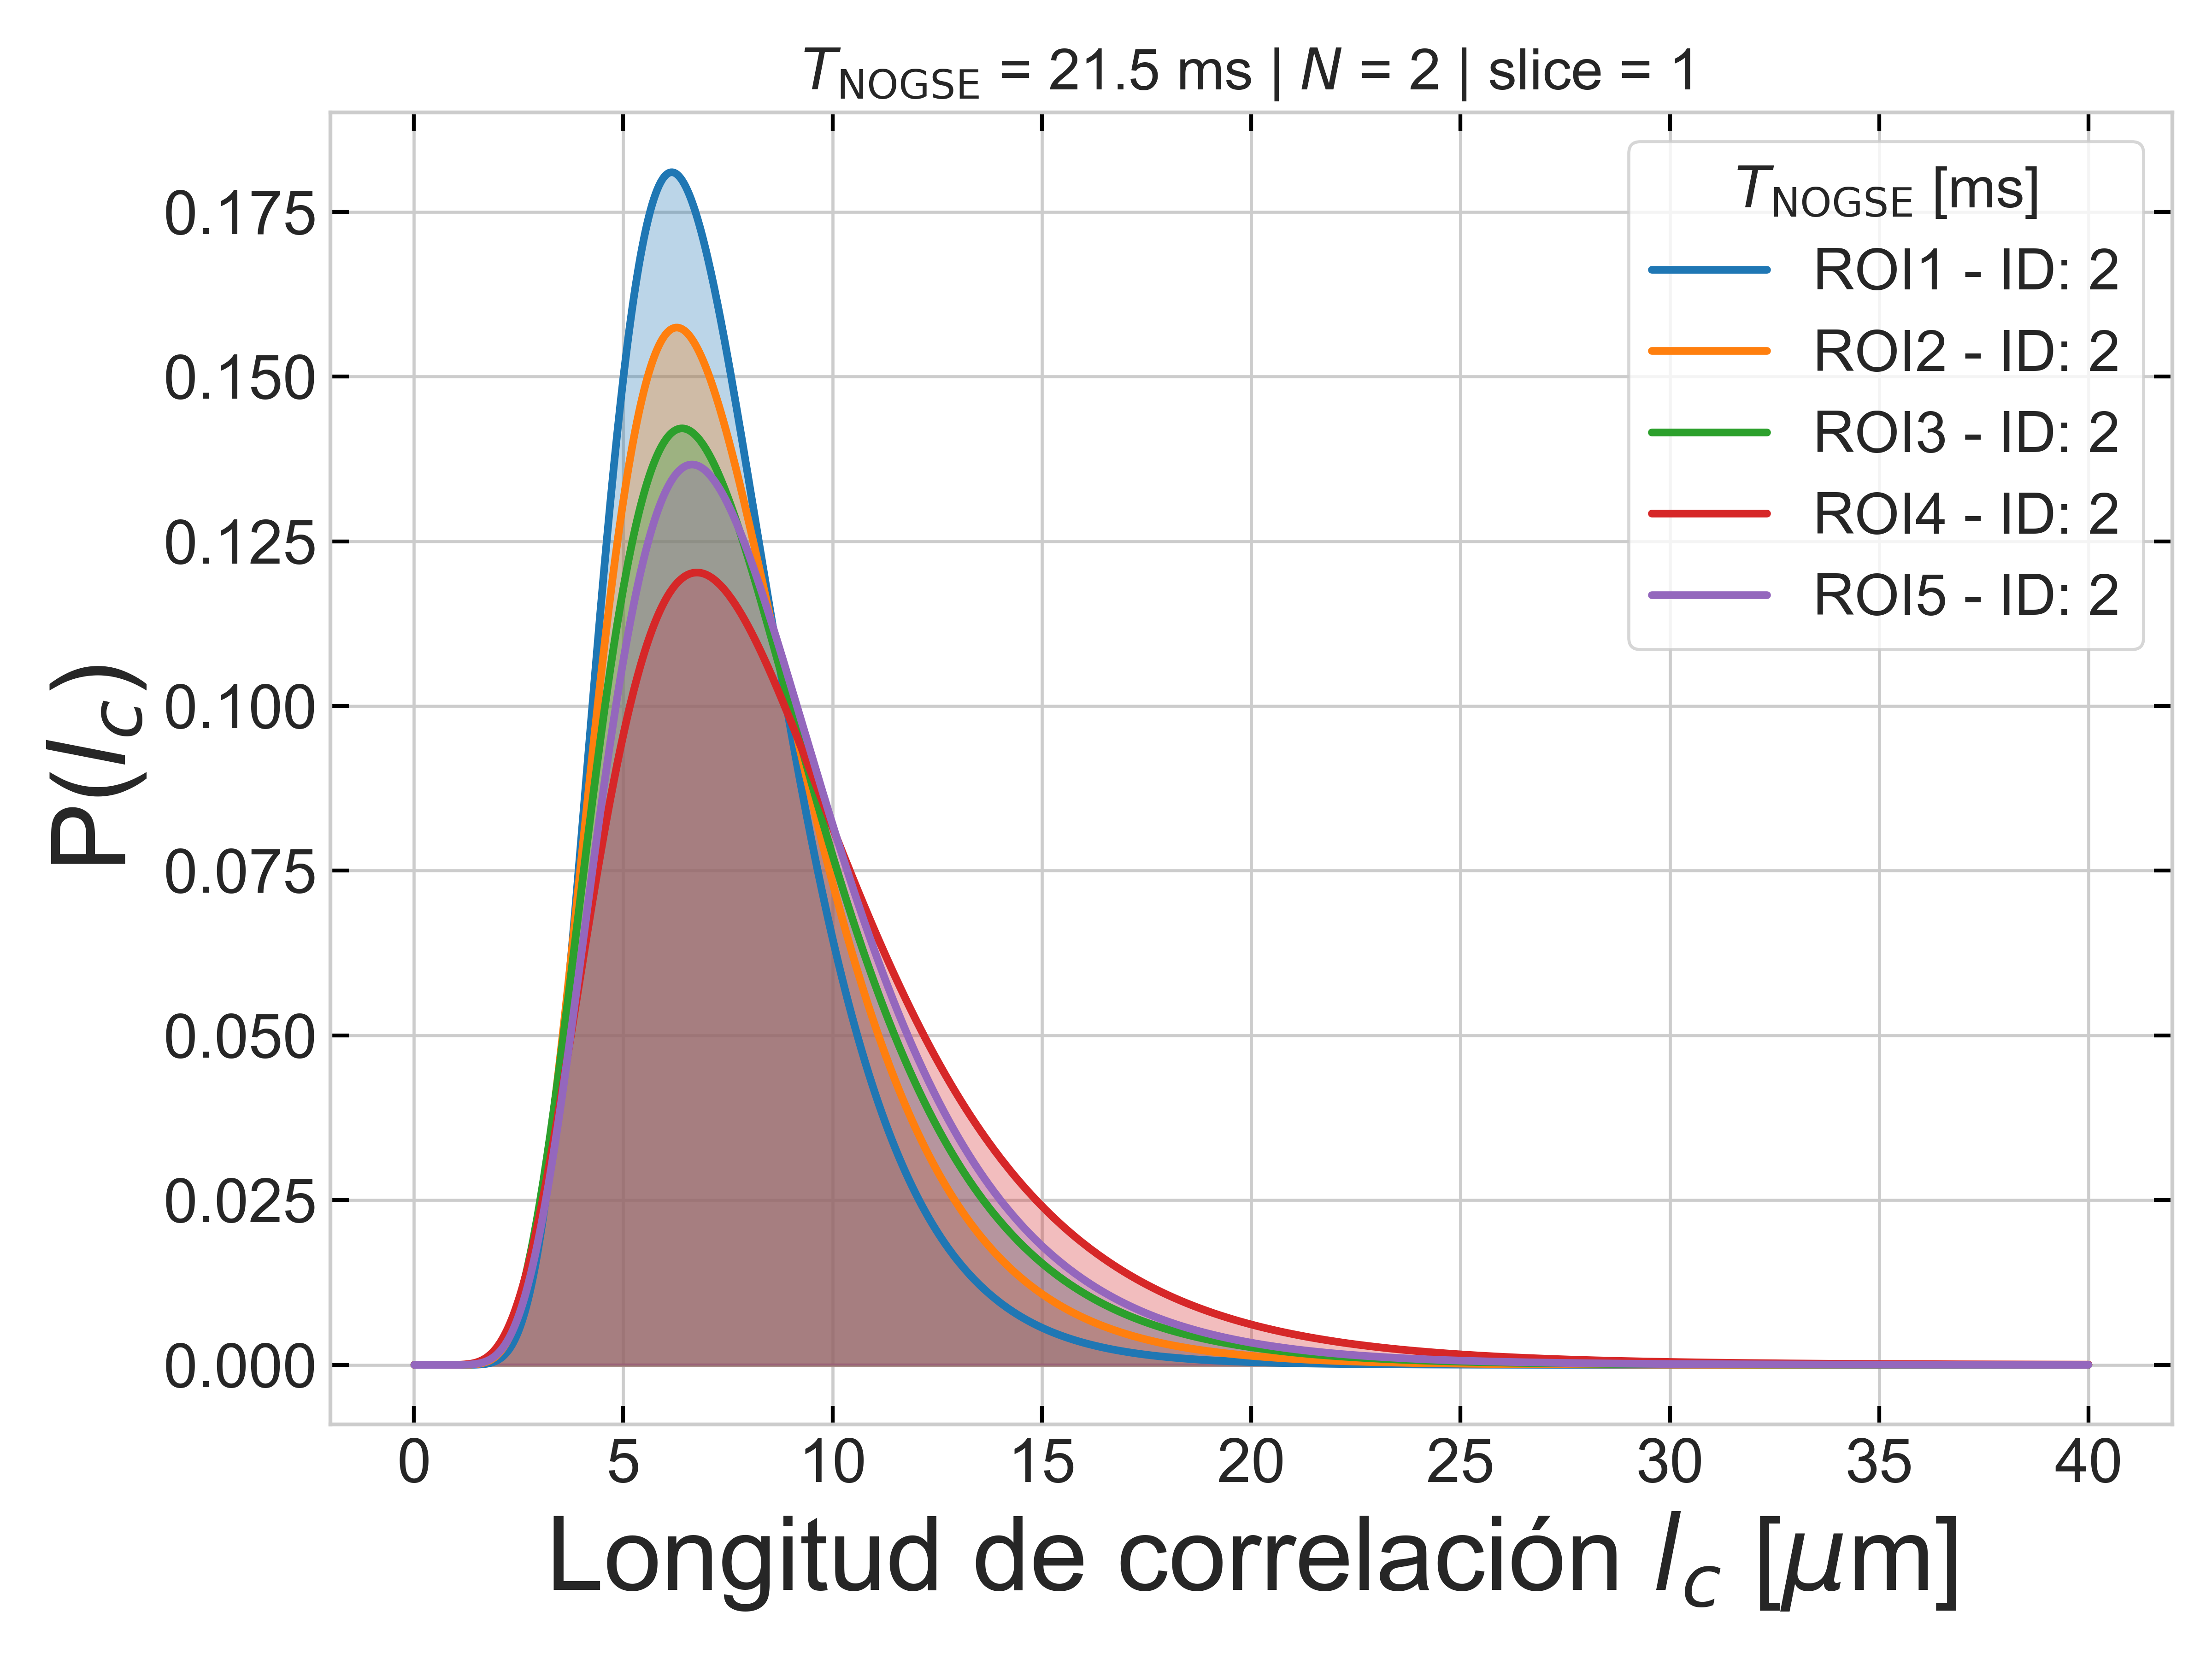 T_NOGSE = 21.5 ms | N = 2 | slice = 1
T_NOGSE [ms]
ROI1 - ID: 2
ROI2 - ID: 2
ROI3 - ID: 2
ROI4 - ID: 2
ROI5 - ID: 2
P(l_c)
0.175
0.150
0.125
0.100
0.075
0.050
0.025
0.000
0 5 10 15 20 25 30 35 40
Longitud de correlación l_c [μm]